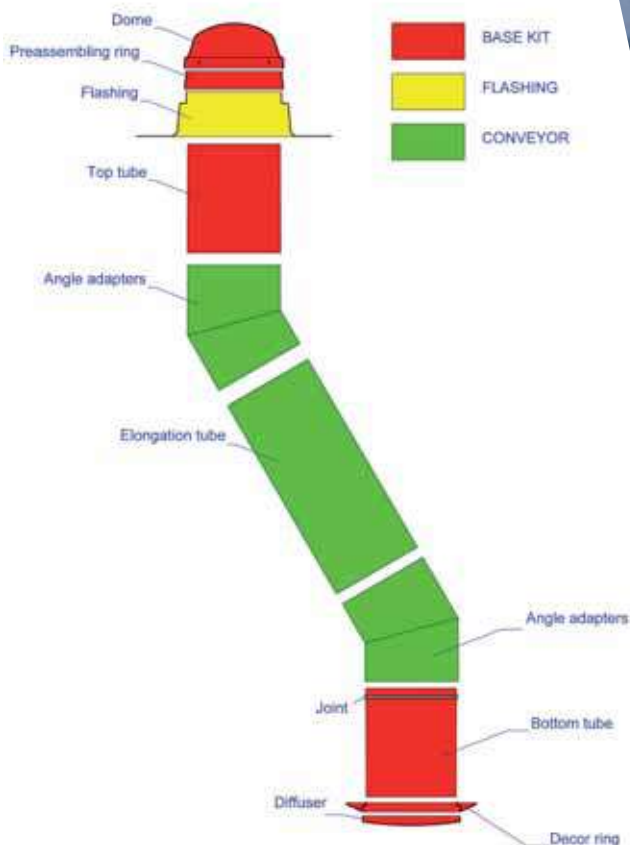 Dome
BASE KIT
Preassembling ring
Flashing
FLASHING
CONVEYOR
Top tube
Angle adapters
Elongation tube
Angle adapters
Joint
Bottom tube
Diffuser
Decor ring